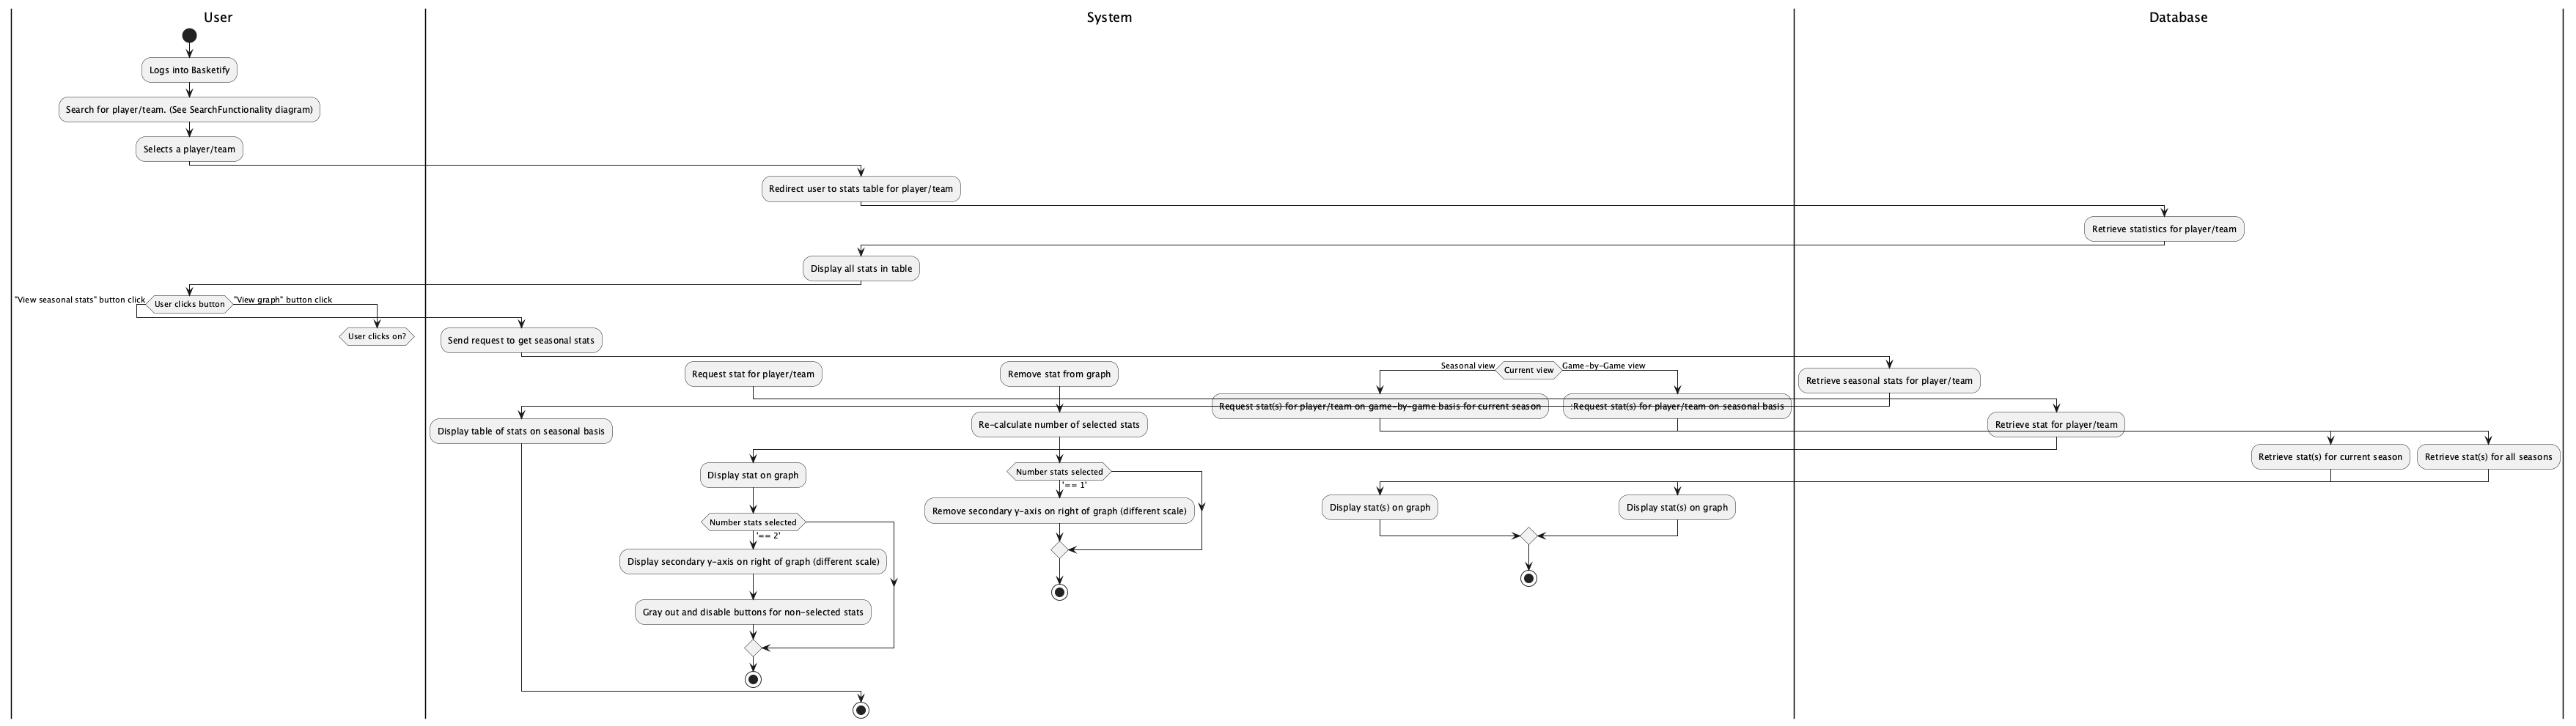 User
System
Database
Logs into Basketify
Search for player/team. (See SearchFunctionality diagram)
Selects a player/team
Redirect user to stats table for player/team
Retrieve statistics for player/team
Display all stats in table
"View seasonal stats" button click
User clicks button
"View graph" button click
User clicks on?
Send request to get seasonal stats
Request stat for player/team
Remove stat from graph
Seasonal view
Current view
Game-by-Game view
Retrieve seasonal stats for player/team
Request stat(s) for player/team on game-by-game basis for current season
:Request stat(s) for player/team on seasonal basis
Display table of stats on seasonal basis
Re-calculate number of selected stats
Retrieve stat for player/team
Retrieve stat(s) for current season
Retrieve stat(s) for all seasons
Display stat on graph
Number stats selected
'== 1'
Remove secondary y-axis on right of graph (different scale)
Display stat(s) on graph
Display stat(s) on graph
Number stats selected
'== 2'
Display secondary y-axis on right of graph (different scale)
Gray out and disable buttons for non-selected stats